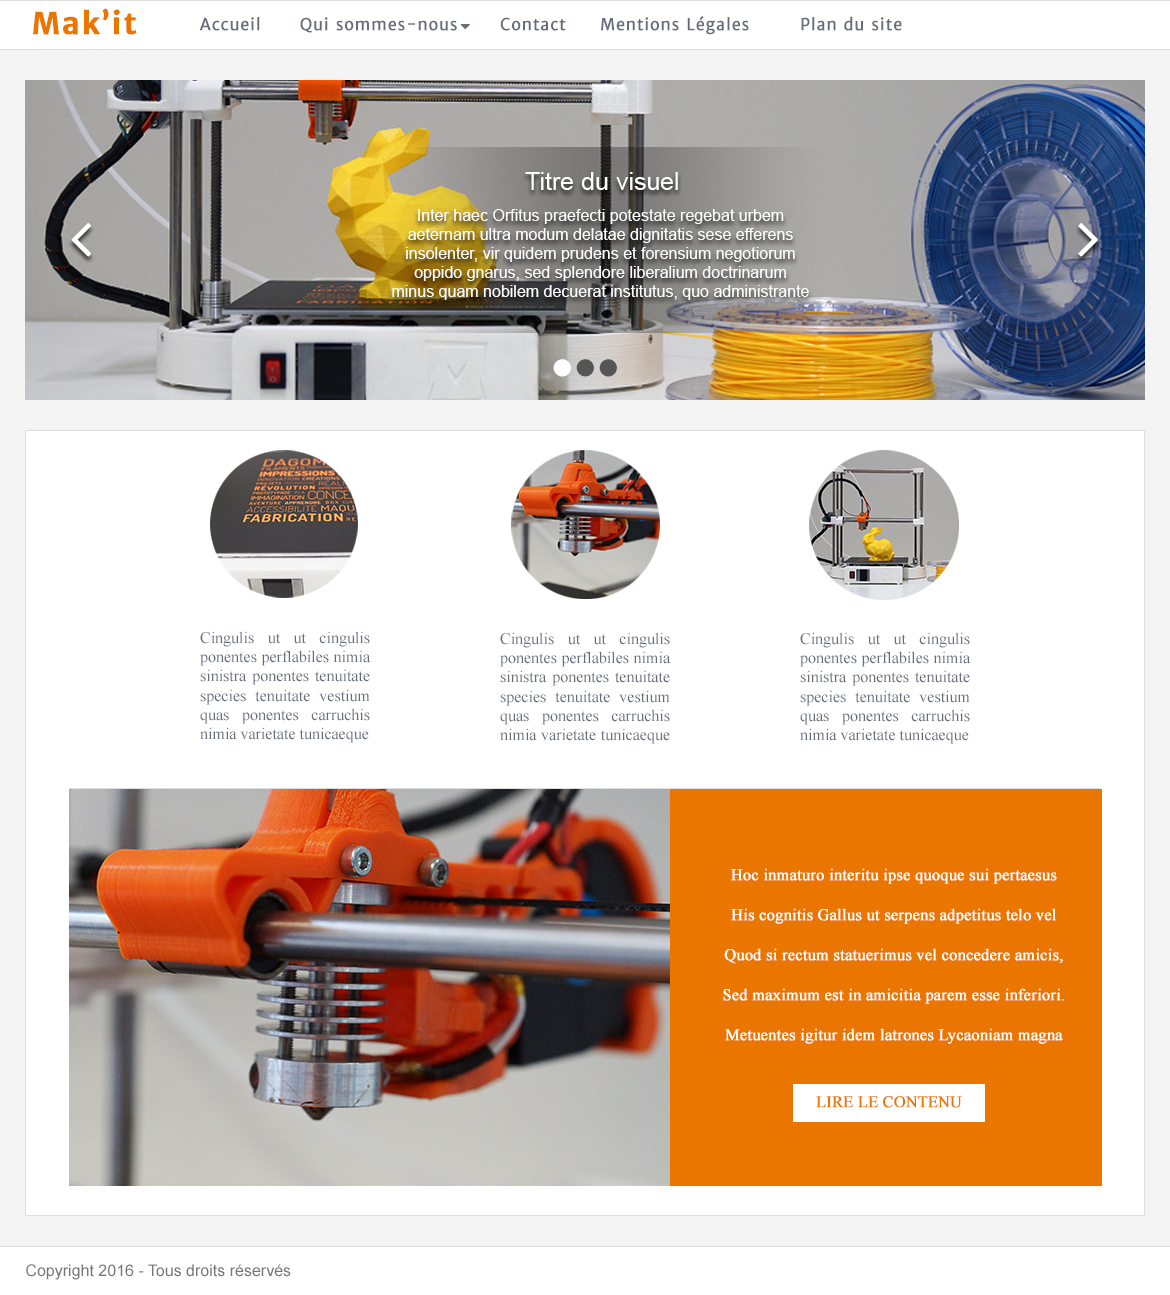 Mak'it
Accueil
Qui sommes-nous
Contact
Mentions Légales
Plan du site
Titre du visuel
Inter haec Orfitus praefecti potestate regebat urbem
aeternam ultra modum delatae dignitatis sese efferens
insolenter, vir quidem prudens et forensium negotiorum
oppido gnarus, sed splendore liberalium doctrinarum
minus quam nobilem decuerat institutus, quo administrante
DAGOM
FILAMENTS
IMPRESSIONS
INNOVATION CRÉATIONS
RÉVOLUTION
IMMAGINATION CONCE
AVENTURE APPRENDRE BOX
ACCESSIBILITÉ MAQU
FABRICATION
Cingulis ut ut cingulis
ponentes perflabiles nimia
sinistra ponentes tenuitate
species tenuitate vestium
quas ponentes carruchis
nimia varietate tunicaeque
Cingulis ut ut cingulis
ponentes perflabiles nimia
sinistra ponentes tenuitate
species tenuitate vestium
quas ponentes carruchis
nimia varietate tunicaeque
Cingulis ut ut cingulis
ponentes perflabiles nimia
sinistra ponentes tenuitate
species tenuitate vestium
quas ponentes carruchis
nimia varietate tunicaeque
Hoc inmaturo interitu ipse quoque sui pertaesus
His cognitis Gallus ut serpens adpetitus telo vel
Quod si rectum statuerimus vel concedere amicis,
Sed maximum est in amicitia parem esse inferiori.
Metuentes igitur idem latrones Lycaoniam magna
LIRE LE CONTENU
Copyright 2016 - Tous droits réservés